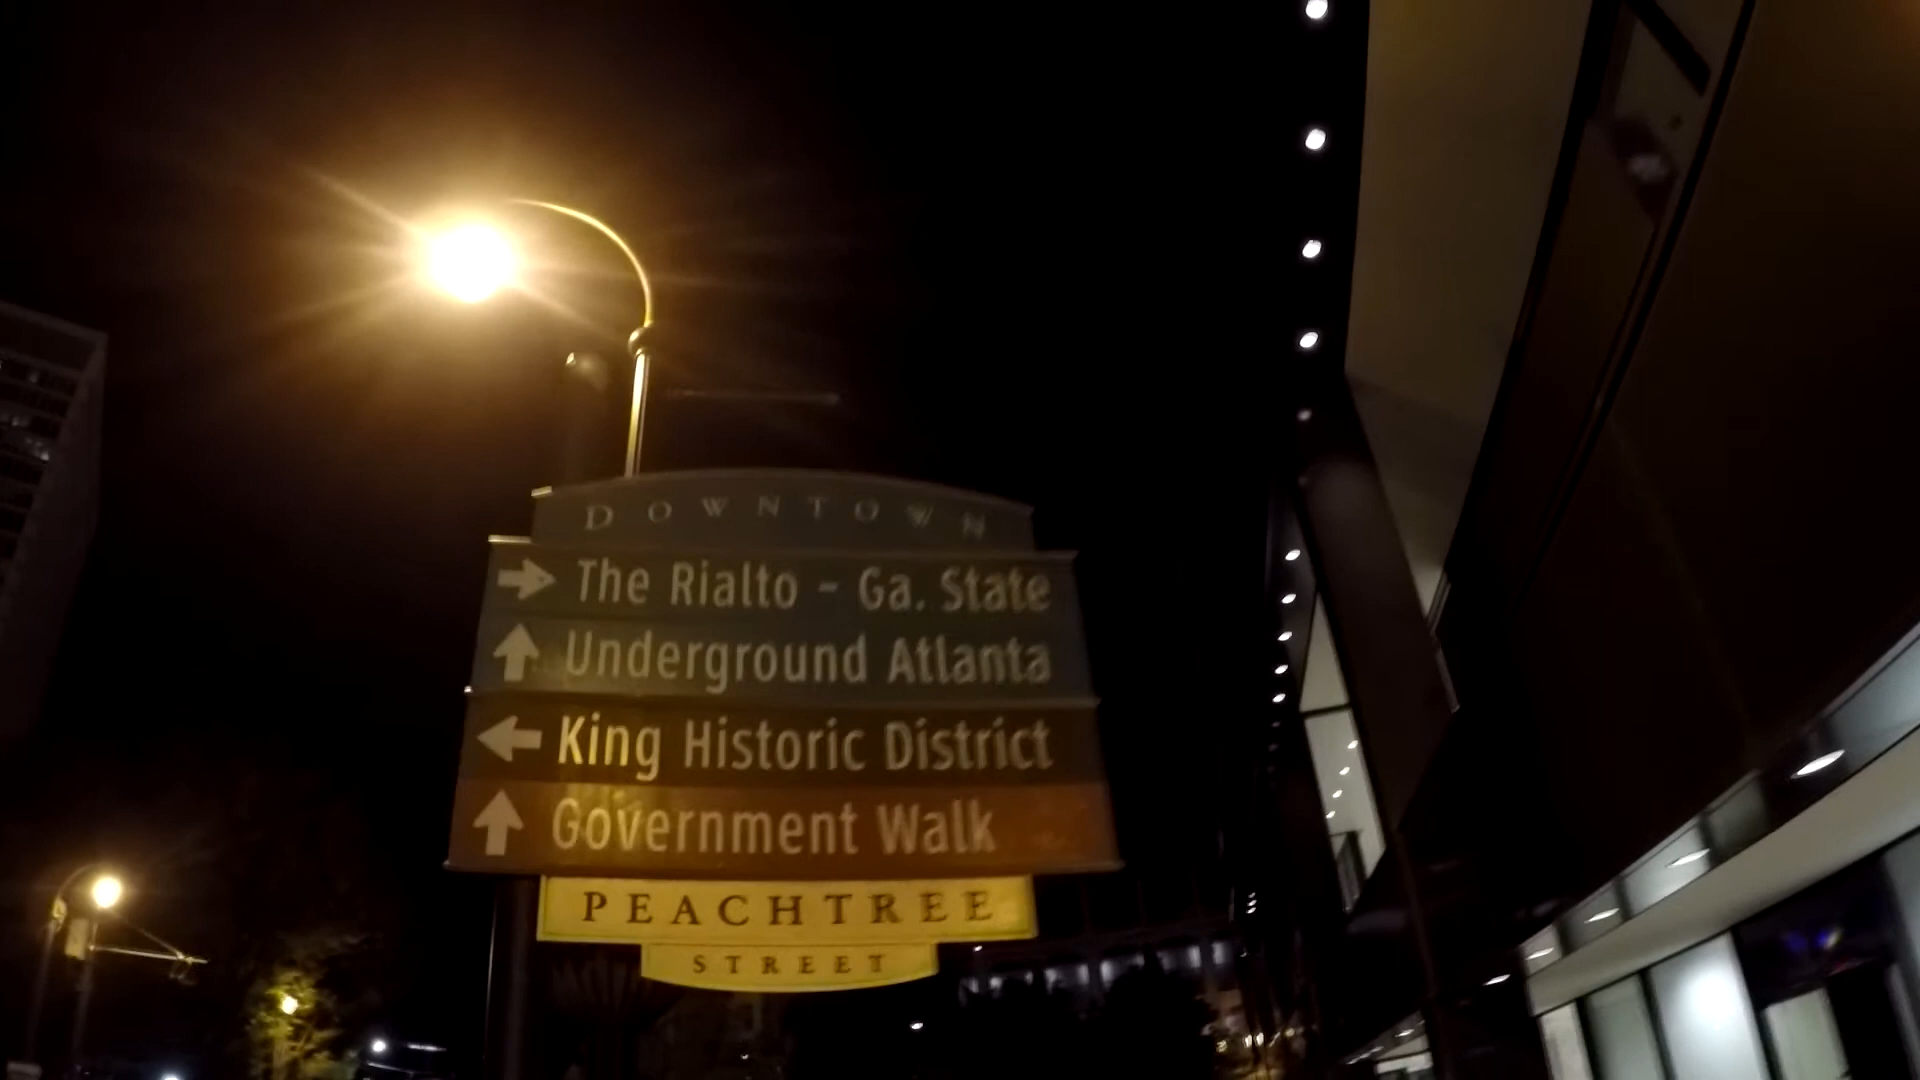 DOWNTOWN
The Rialto - Ga. State
Underground Atlanta
King Historic District
Government Walk
PEACHTREE
STREET